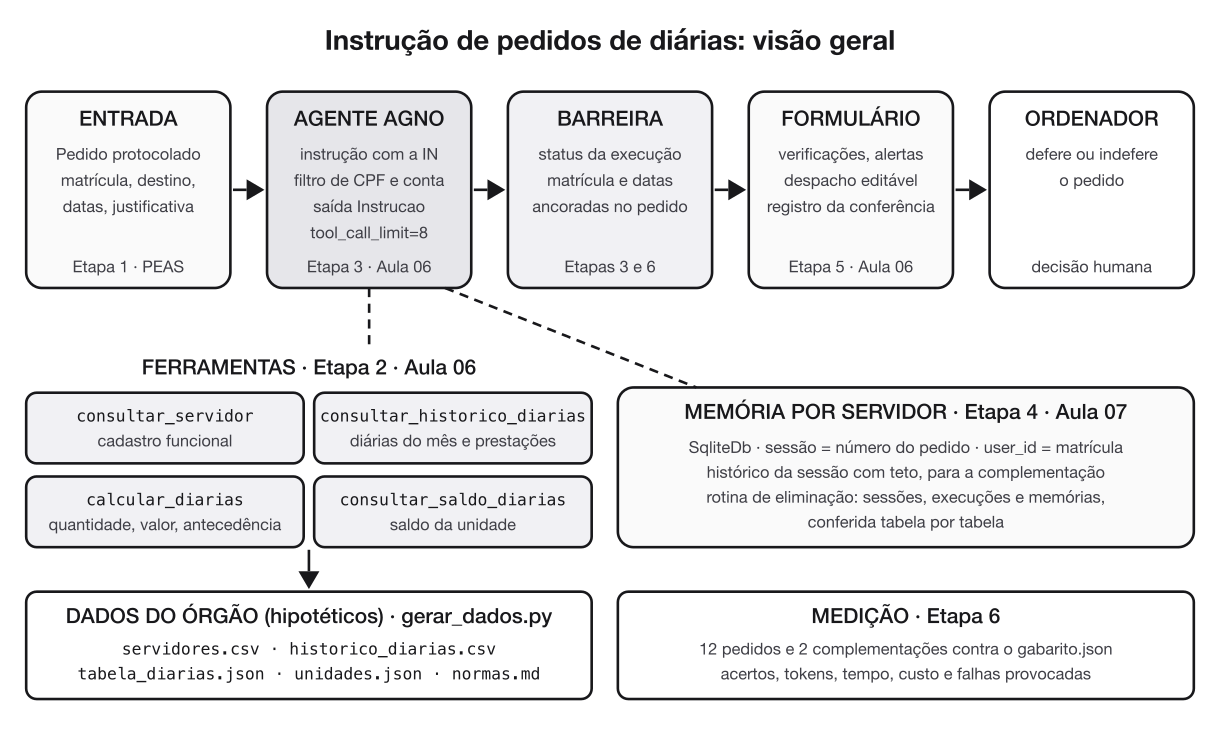 Instrução de pedidos de diárias: visão geral
ENTRADA
Pedido protocolado
matrícula, destino,
datas, justificativa
Etapa 1 · PEAS
AGENTE AGNO
instrução com a IN
filtro de CPF e conta
saída Instrucao
tool_call_limit=8
Etapa 3 · Aula 06
BARREIRA
status da execução
matrícula e datas
ancoradas no pedido
Etapas 3 e 6
FORMULÁRIO
verificações, alertas
despacho editável
registro da conferência
Etapa 5 · Aula 06
ORDENADOR
defere ou indefere
o pedido
decisão humana
FERRAMENTAS · Etapa 2 · Aula 06
consultar_servidor
cadastro funcional
consultar_historico_diarias
diárias do mês e prestações
calcular_diarias
quantidade, valor, antecedência
consultar_saldo_diarias
saldo da unidade
MEMÓRIA POR SERVIDOR · Etapa 4 · Aula 07
SqliteDb · sessão = número do pedido · user_id = matrícula
histórico da sessão com teto, para a complementação
rotina de eliminação: sessões, execuções e memórias,
conferida tabela por tabela
DADOS DO ÓRGÃO (hipotéticos) · gerar_dados.py
servidores.csv · historico_diarias.csv
tabela_diarias.json · unidades.json · normas.md
MEDIÇÃO · Etapa 6
12 pedidos e 2 complementações contra o gabarito.json
acertos, tokens, tempo, custo e falhas provocadas